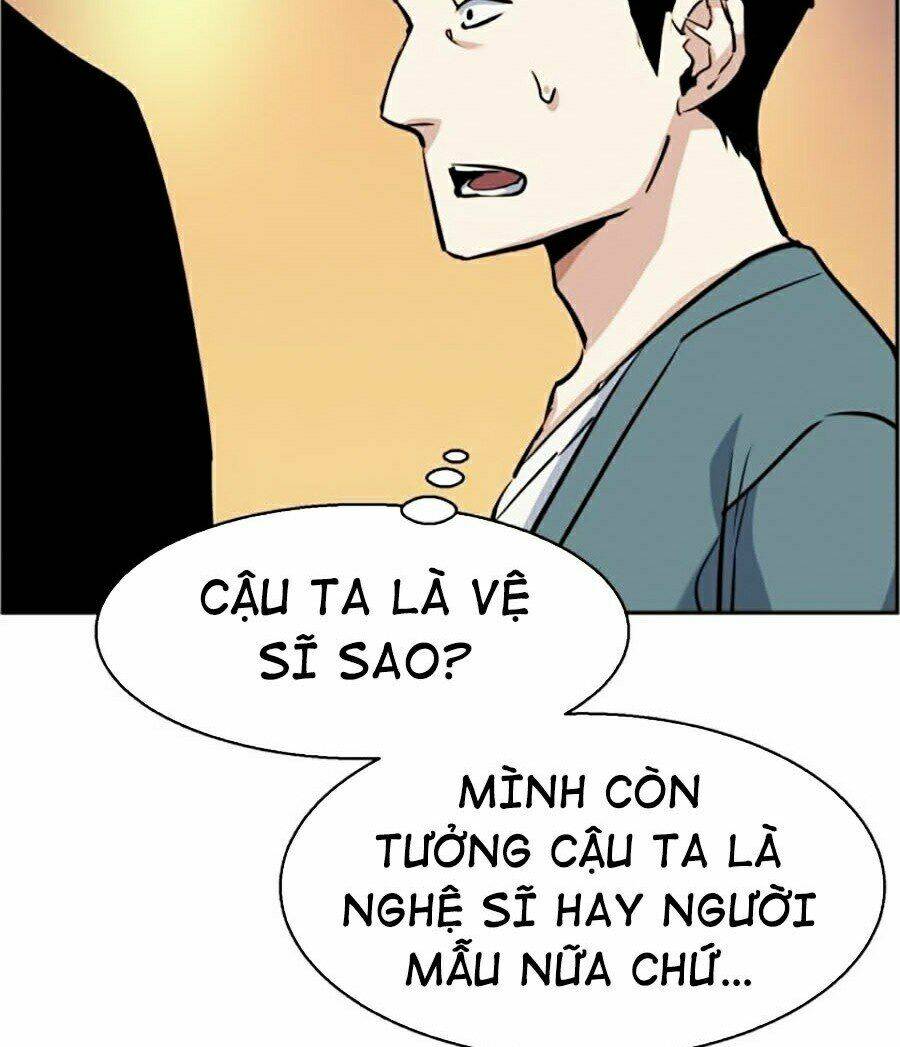 CẬU TA LÀ VỆ
SĨ SAO?
MÌNH CÒN
TƯỞNG CẬU TA LÀ
NGHỆ SĨ HAY NGƯỜI
MẪU NỮA CHỨ...